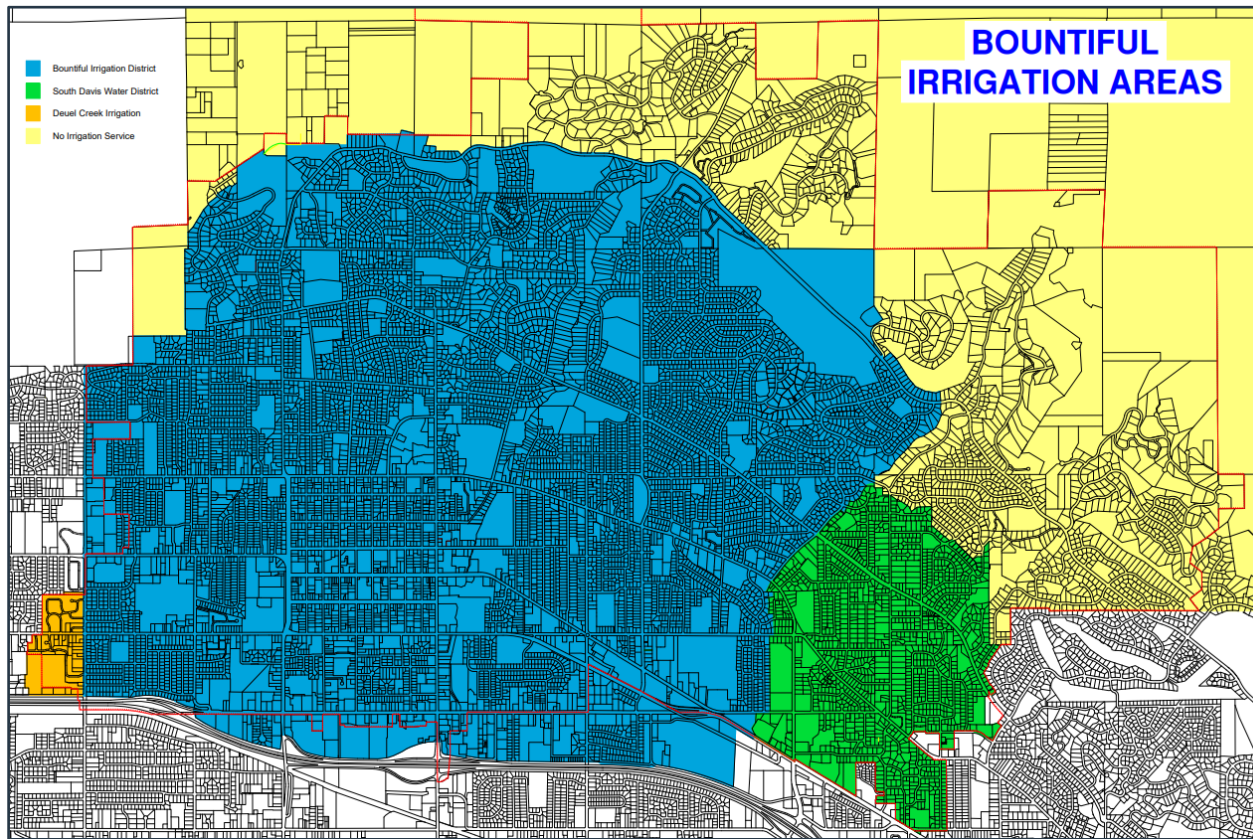 BOUNTIFUL
IRRIGATION AREAS
Bountiful Irrigation District
South Davis Water District
Deuel Creek Irrigation
No Irrigation Service